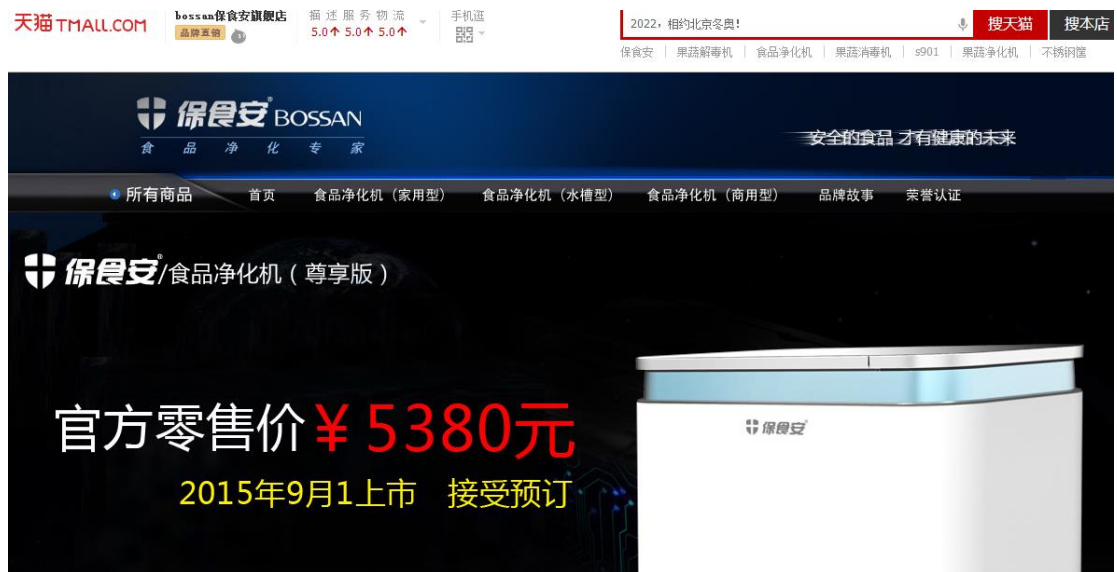 天猫 TMALL.COM
bossan保食安旗舰店
品牌直销
描 述 服 务 物 流
5.0 5.0 5.0
手机逛
2022，相约北京冬奥！
搜天猫
搜本店
保食安 | 果蔬解毒机 | 食品净化机 | 果蔬消毒机 | s901 | 果蔬净化机 | 不锈钢筐
保食安® BOSSAN
食 品 净 化 专 家
安全的食品 才有健康的未来
所有商品 首页 食品净化机（家用型） 食品净化机（水槽型） 食品净化机（商用型） 品牌故事 荣誉认证
保食安®/食品净化机（尊享版）
官方零售价￥5380元
2015年9月1上市 接受预订
保食安